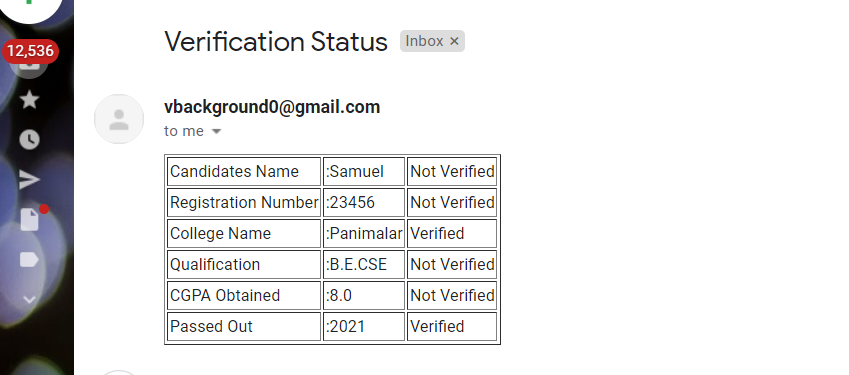 Verification Status Inbox ×
12,536
vbackground0@gmail.com
to me
Candidates Name :Samuel Not Verified
Registration Number :23456 Not Verified
College Name :Panimalar Verified
Qualification :B.E.CSE Not Verified
CGPA Obtained :8.0 Not Verified
Passed Out :2021 Verified